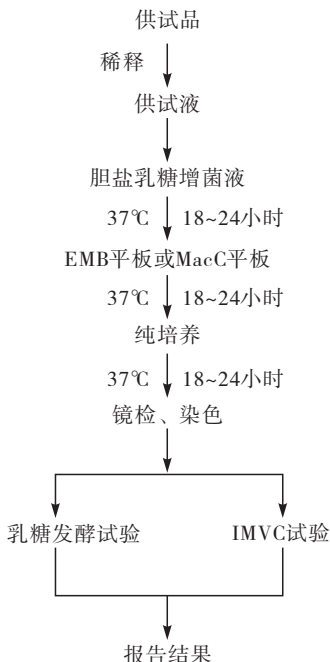 供试品
稀释
供试液
胆盐乳糖增菌液
37℃ 18~24小时
EMB平板或MacC平板
37℃ 18~24小时
纯培养
37℃ 18~24小时
镜检、染色
乳糖发酵试验 IMVC试验
报告结果